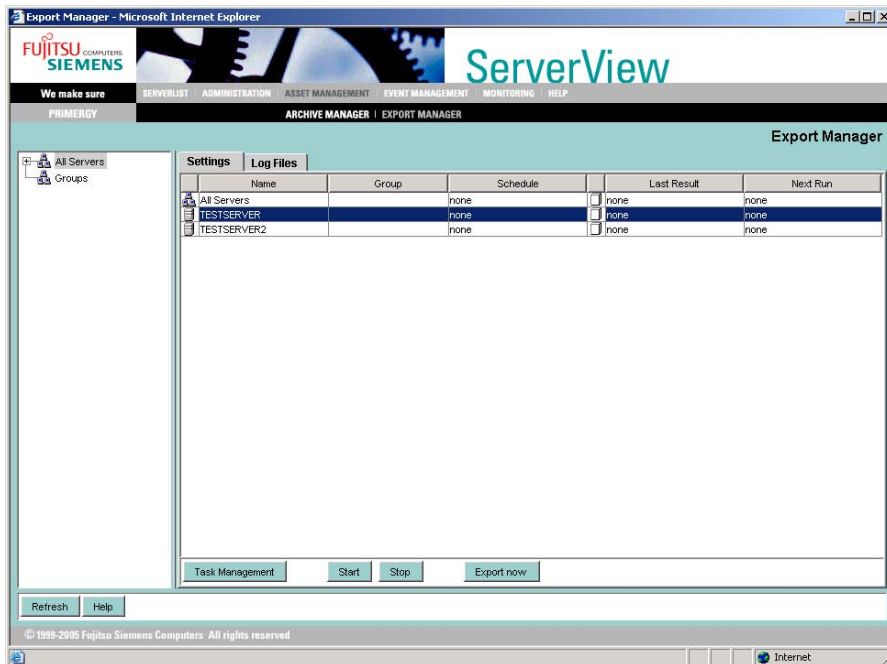 Export Manager - Microsoft Internet Explorer
FUJITSU COMPUTERS
SIEMENS
ServerView
We make sure
SERVERLIST | ADMINISTRATION | ASSET MANAGEMENT | EVENT MANAGEMENT | MONITORING | HELP
PRIMERGY
ARCHIVE MANAGER | EXPORT MANAGER
Export Manager
All Servers
Groups
Settings Log Files
Name Group Schedule Last Result Next Run
All Servers none none none
TESTSERVER none none none
TESTSERVER2 none none none
Task Management Start Stop Export now
Refresh Help
© 1999-2005 Fujitsu Siemens Computers All rights reserved
Internet